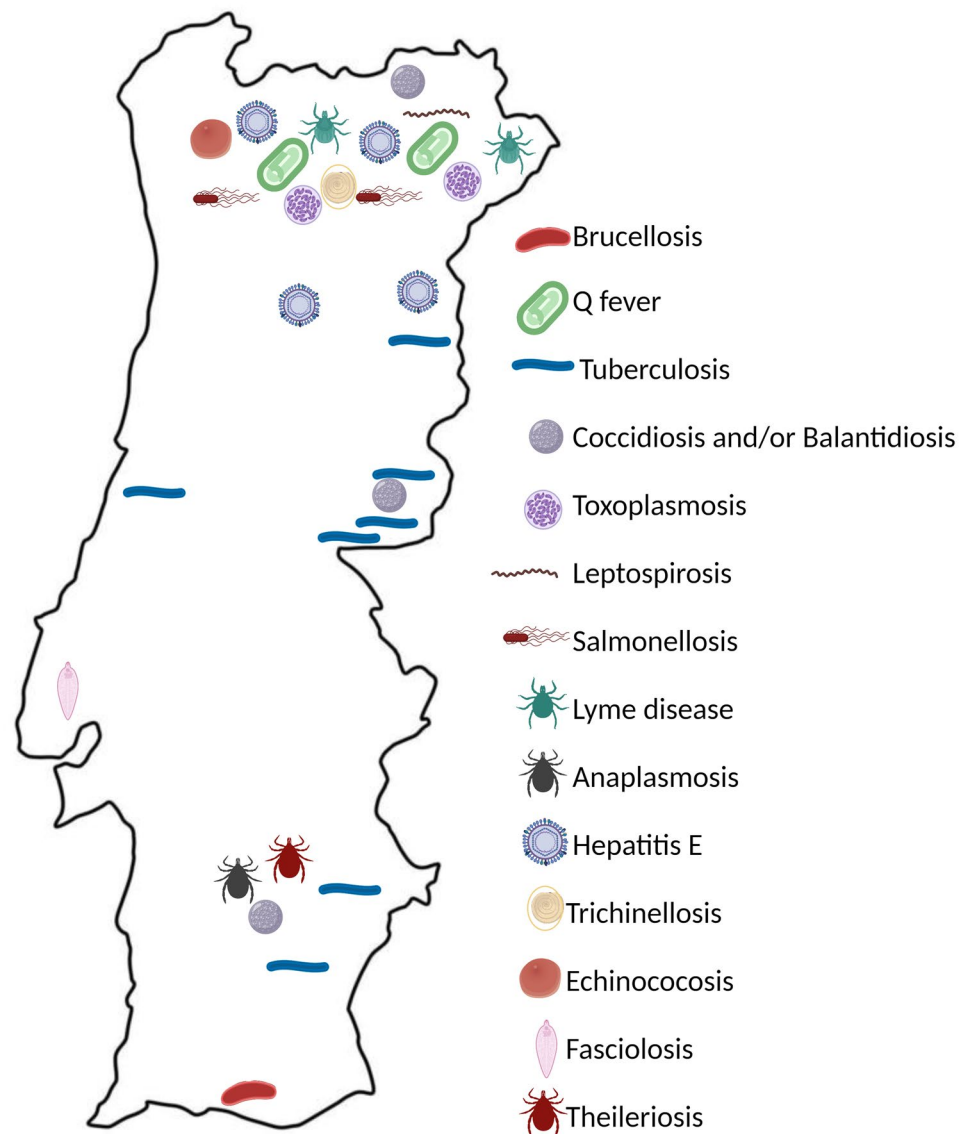 Brucellosis
Q fever
Tuberculosis
Coccidiosis and/or Balantidiosis
Toxoplasmosis
Leptospirosis
Salmonellosis
Lyme disease
Anaplasmosis
Hepatitis E
Trichinellosis
Echinococosis
Fasciolosis
Theileriosis